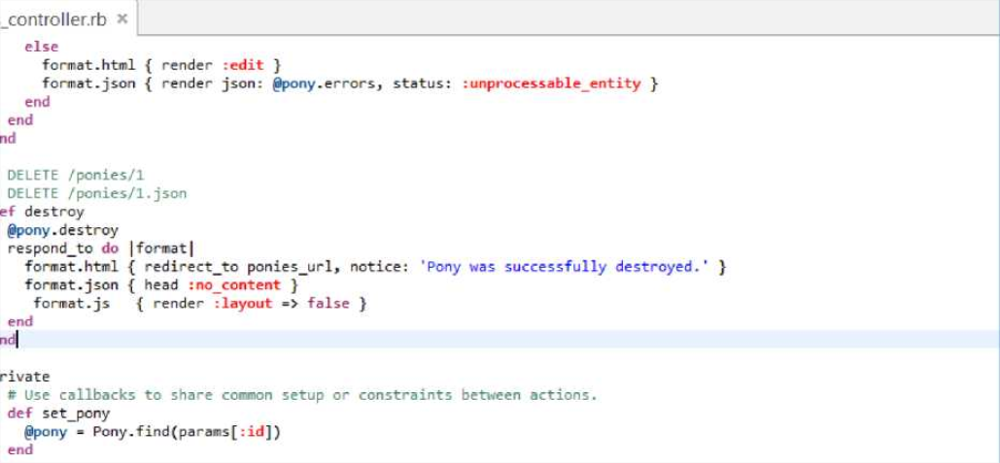 _controller.rb ×
else
format.html { render :edit }
format.json { render json: @pony.errors, status: :unprocessable_entity }
end
end
nd
DELETE /ponies/1
DELETE /ponies/1.json
ef destroy
@pony.destroy
respond_to do |format|
format.html { redirect_to ponies_url, notice: 'Pony was successfully destroyed.' }
format.json { head :no_content }
format.js   { render :layout => false }
end
nd
rivate
# Use callbacks to share common setup or constraints between actions.
def set_pony
@pony = Pony.find(params[:id])
end